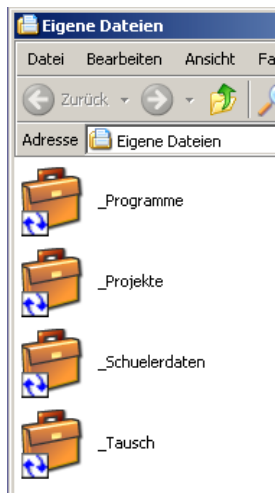 Eigene Dateien
Datei Bearbeiten Ansicht Fa
Zurück
Adresse Eigene Dateien
_Programme
_Projekte
_Schuelerdaten
_Tausch